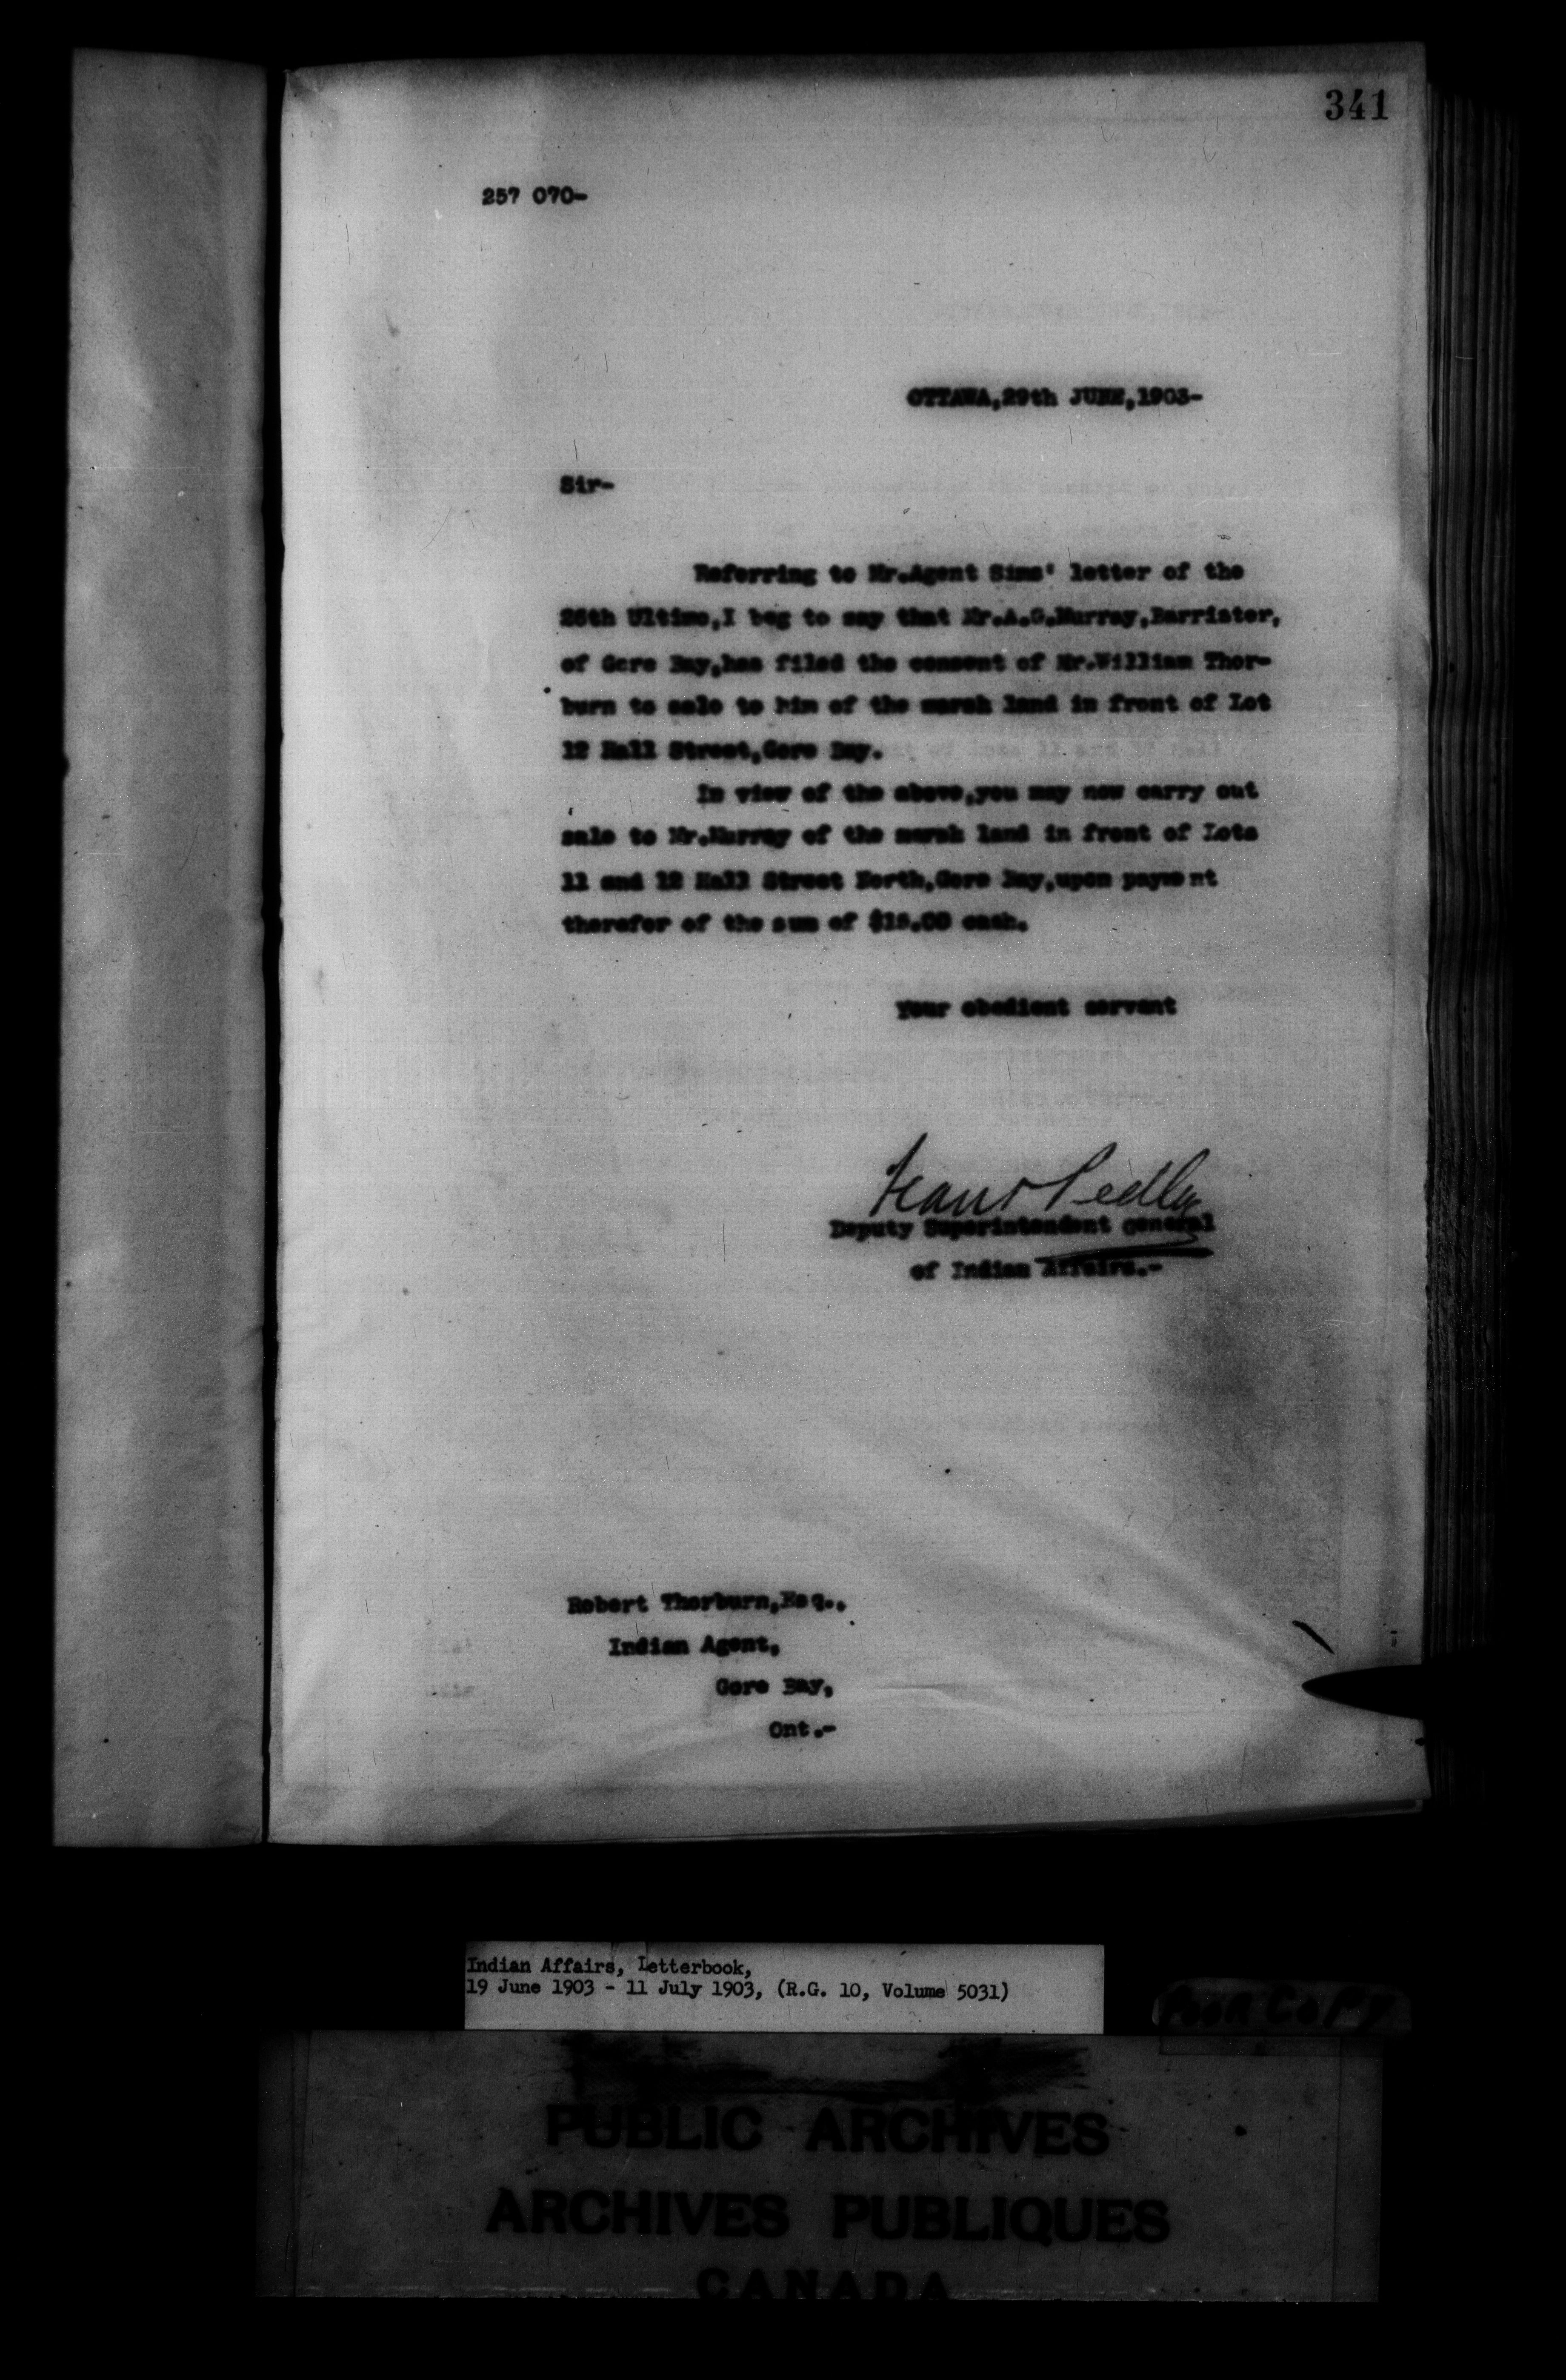 341
257 070-
OTTAWA,29th JUNE,1903-
Sir-
Referring to Mr.Agent Sims' letter of the
26th Ultimo,I beg to say that Mr.A.G.Murray,Barrister,
of Gore Bay,has filed the consent of Mr.William Thor-
burn to sale to him of the marsh land in front of Lot
12 Hall Street,Gore Bay.
In view of the above,you may now carry out
sale to Mr.Murray of the marsh land in front of Lots
11 and 12 Hall Street North,Gore Bay,upon payment
therefor of the sum of $15.00 cash.
Your obedient servant
Frank Pedley
Deputy Superintendent general
of Indian Affairs.-
Robert Thorburn,Esq.,
Indian Agent,
Gore Bay,
Ont.-
Indian Affairs, Letterbook,
19 June 1903 - 11 July 1903, (R.G. 10, Volume 5031)
POOR COPY
PUBLIC ARCHIVES
ARCHIVES PUBLIQUES
CANADA